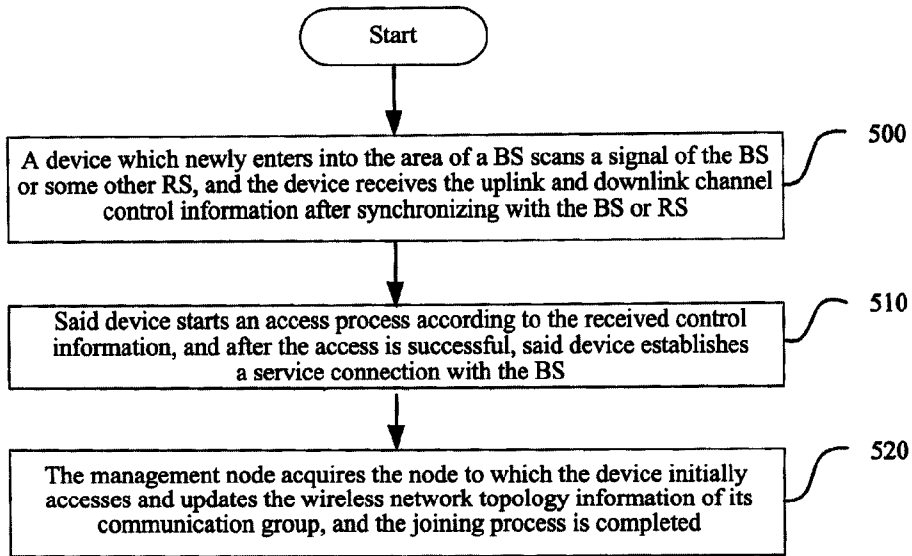 Start
500
A device which newly enters into the area of a BS scans a signal of the BS
or some other RS, and the device receives the uplink and downlink channel
control information after synchronizing with the BS or RS
510
Said device starts an access process according to the received control
information, and after the access is successful, said device establishes
a service connection with the BS
520
The management node acquires the node to which the device initially
accesses and updates the wireless network topology information of its
communication group, and the joining process is completed